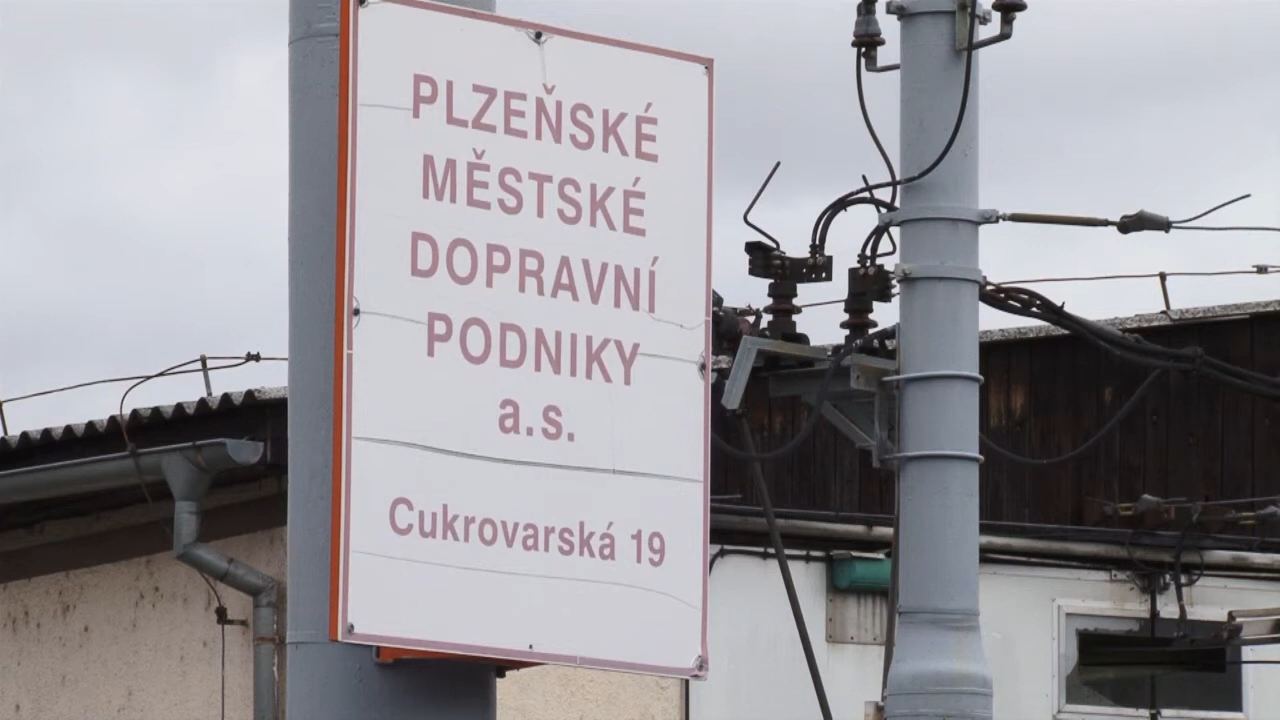 PLZEŇSKÉ
MĚSTSKÉ
DOPRAVNÍ
PODNIKY
a.s.
Cukrovarská 19